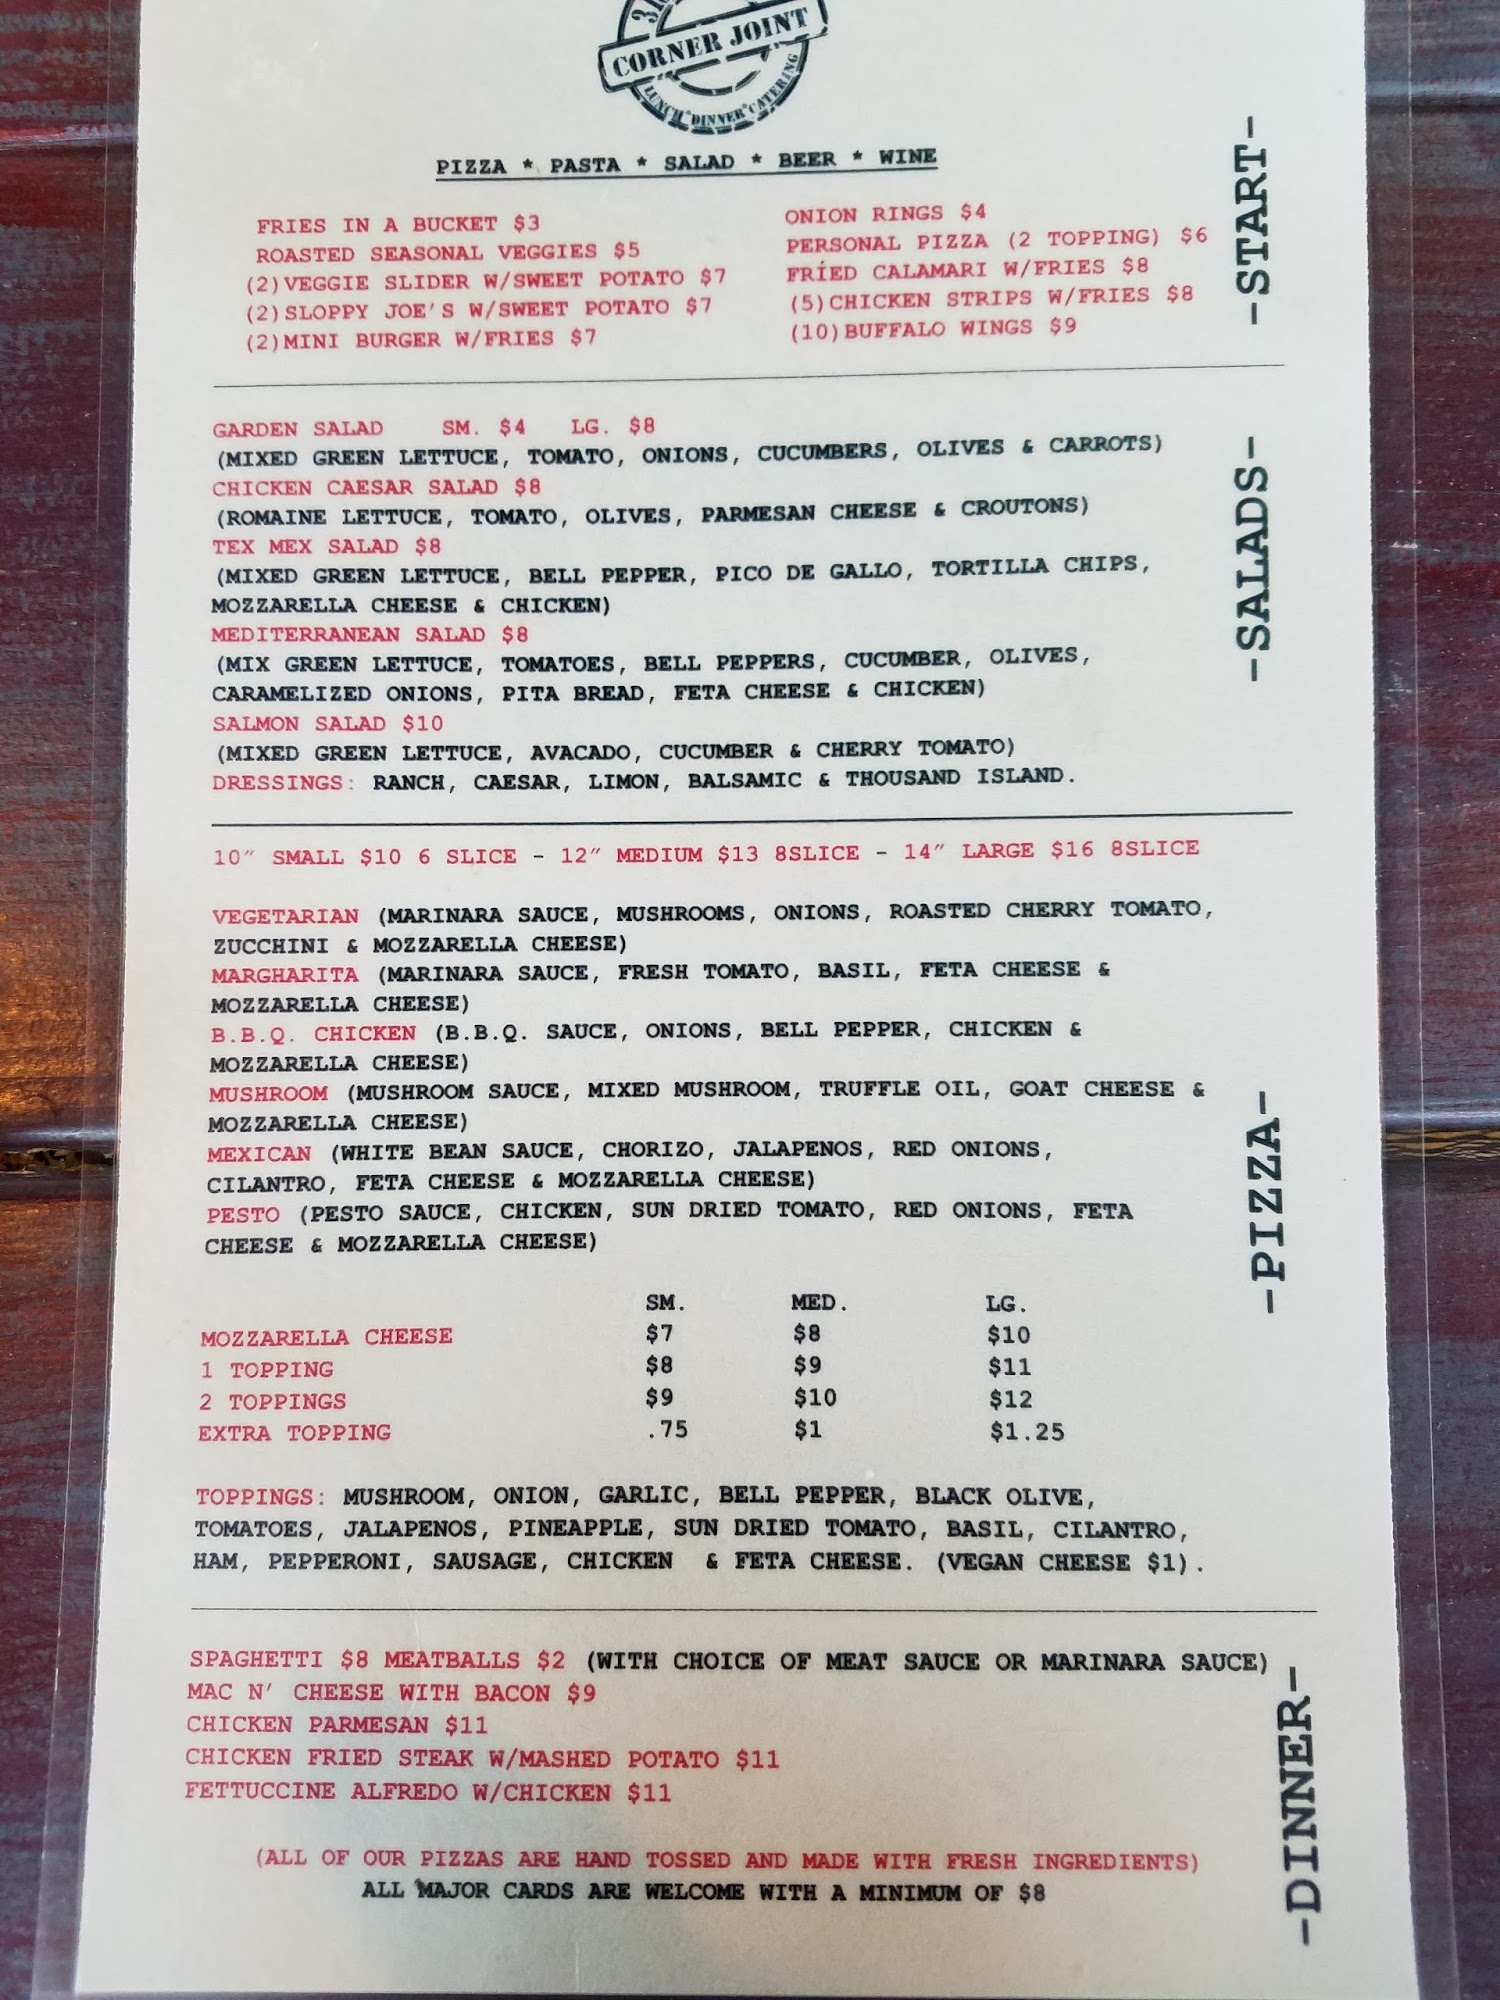 CORNER JOINT
LUNCH*DINNER*CATERING
PIZZA * PASTA * SALAD * BEER * WINE
-START-
FRIES IN A BUCKET $3
ROASTED SEASONAL VEGGIES $5
(2)VEGGIE SLIDER W/SWEET POTATO $7
(2)SLOPPY JOE'S W/SWEET POTATO $7
(2)MINI BURGER W/FRIES $7
ONION RINGS $4
PERSONAL PIZZA (2 TOPPING) $6
FRIED CALAMARI W/FRIES $8
(5)CHICKEN STRIPS W/FRIES $8
(10)BUFFALO WINGS $9
-SALADS-
GARDEN SALAD SM. $4 LG. $8
(MIXED GREEN LETTUCE, TOMATO, ONIONS, CUCUMBERS, OLIVES & CARROTS)
CHICKEN CAESAR SALAD $8
(ROMAINE LETTUCE, TOMATO, OLIVES, PARMESAN CHEESE & CROUTONS)
TEX MEX SALAD $8
(MIXED GREEN LETTUCE, BELL PEPPER, PICO DE GALLO, TORTILLA CHIPS,
MOZZARELLA CHEESE & CHICKEN)
MEDITERRANEAN SALAD $8
(MIX GREEN LETTUCE, TOMATOES, BELL PEPPERS, CUCUMBER, OLIVES,
CARAMELIZED ONIONS, PITA BREAD, FETA CHEESE & CHICKEN)
SALMON SALAD $10
(MIXED GREEN LETTUCE, AVACADO, CUCUMBER & CHERRY TOMATO)
DRESSINGS: RANCH, CAESAR, LIMON, BALSAMIC & THOUSAND ISLAND.
-PIZZA-
10" SMALL $10 6 SLICE - 12" MEDIUM $13 8SLICE - 14" LARGE $16 8SLICE
VEGETARIAN (MARINARA SAUCE, MUSHROOMS, ONIONS, ROASTED CHERRY TOMATO,
ZUCCHINI & MOZZARELLA CHEESE)
MARGHARITA (MARINARA SAUCE, FRESH TOMATO, BASIL, FETA CHEESE &
MOZZARELLA CHEESE)
B.B.Q. CHICKEN (B.B.Q. SAUCE, ONIONS, BELL PEPPER, CHICKEN &
MOZZARELLA CHEESE)
MUSHROOM (MUSHROOM SAUCE, MIXED MUSHROOM, TRUFFLE OIL, GOAT CHEESE &
MOZZARELLA CHEESE)
MEXICAN (WHITE BEAN SAUCE, CHORIZO, JALAPENOS, RED ONIONS,
CILANTRO, FETA CHEESE & MOZZARELLA CHEESE)
PESTO (PESTO SAUCE, CHICKEN, SUN DRIED TOMATO, RED ONIONS, FETA
CHEESE & MOZZARELLA CHEESE)
SM. MED. LG.
MOZZARELLA CHEESE $7 $8 $10
1 TOPPING $8 $9 $11
2 TOPPINGS $9 $10 $12
EXTRA TOPPING .75 $1 $1.25
TOPPINGS: MUSHROOM, ONION, GARLIC, BELL PEPPER, BLACK OLIVE,
TOMATOES, JALAPENOS, PINEAPPLE, SUN DRIED TOMATO, BASIL, CILANTRO,
HAM, PEPPERONI, SAUSAGE, CHICKEN & FETA CHEESE. (VEGAN CHEESE $1).
-DINNER-
SPAGHETTI $8 MEATBALLS $2 (WITH CHOICE OF MEAT SAUCE OR MARINARA SAUCE)
MAC N' CHEESE WITH BACON $9
CHICKEN PARMESAN $11
CHICKEN FRIED STEAK W/MASHED POTATO $11
FETTUCCINE ALFREDO W/CHICKEN $11
(ALL OF OUR PIZZAS ARE HAND TOSSED AND MADE WITH FRESH INGREDIENTS)
ALL MAJOR CARDS ARE WELCOME WITH A MINIMUM OF $8